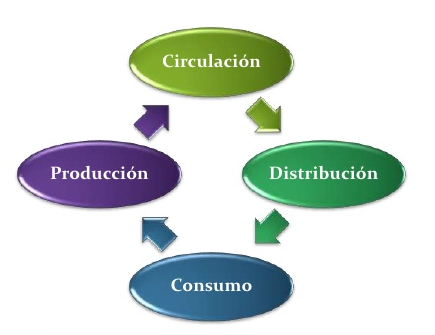 Circulación
Producción
Distribución
Consumo